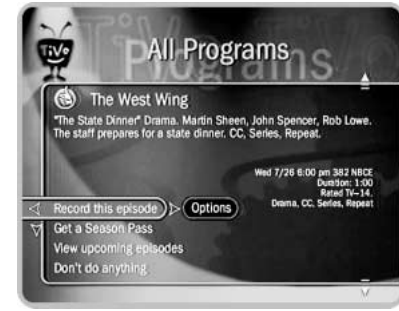 TiVo
All Programs
The West Wing
"The State Dinner" Drama. Martin Sheen, John Spencer, Rob Lowe.
The staff prepares for a state dinner. CC, Series, Repeat.
Wed 7/26 6:00 pm 382 NBCE
Duration: 1:00
Rated TV-14.
Drama, CC, Series, Repeat
Record this episode Options
Get a Season Pass
View upcoming episodes
Don't do anything